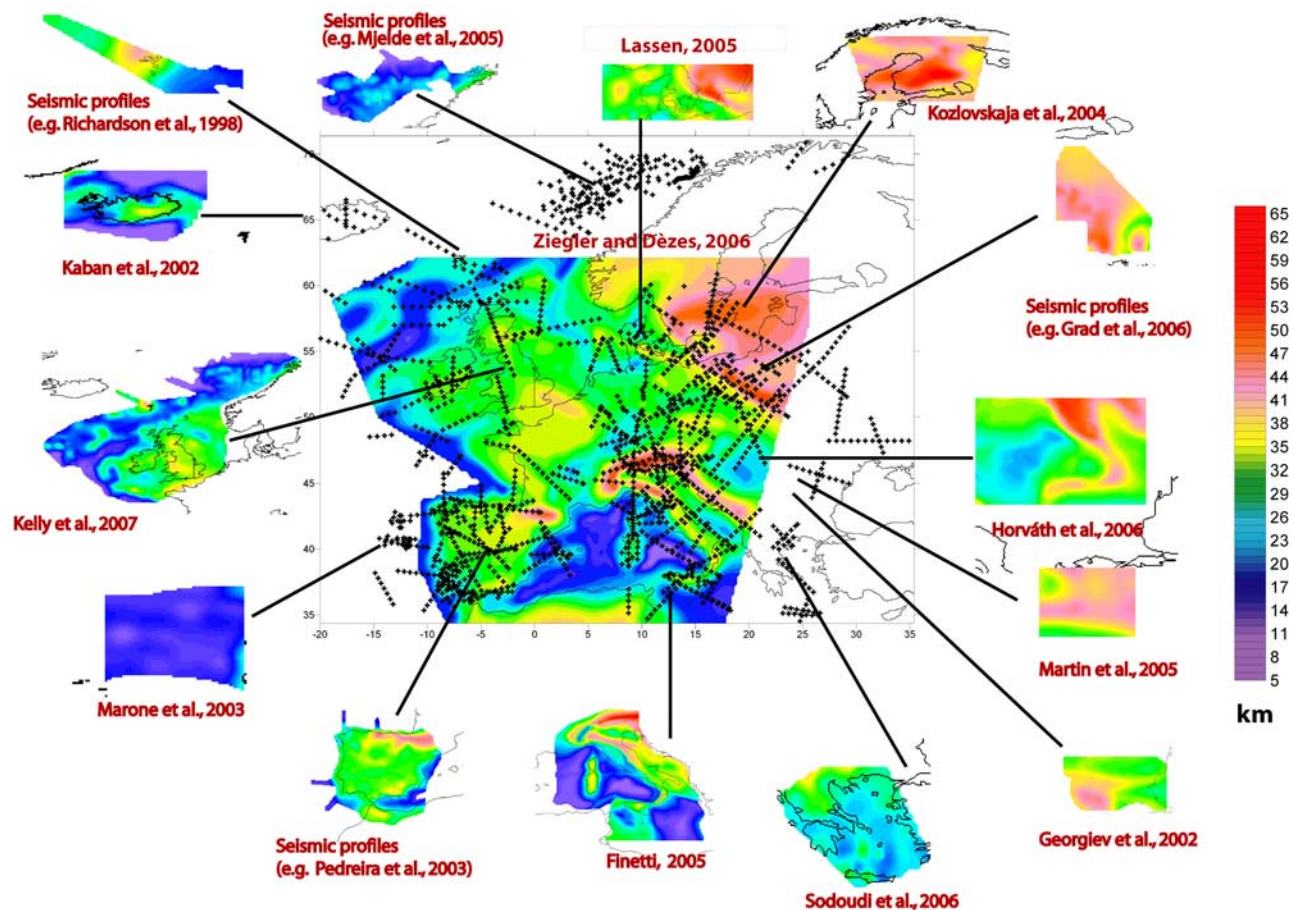 Seismic profiles
(e.g. Richardson et al., 1998)
Seismic profiles
(e.g. Mjelde et al., 2005)
Lassen, 2005
Kozlovskaja et al., 2004
Kaban et al., 2002
Ziegler and Dèzes, 2006
Seismic profiles
(e.g. Grad et al., 2006)
Kelly et al., 2007
Horváth et al., 2006
Marone et al., 2003
Martin et al., 2005
Seismic profiles
(e.g. Pedreira et al., 2003)
Finetti, 2005
Sodoudi et al., 2006
Georgiev et al., 2002
70
65
60
55
50
45
40
35
-20 -15 -10 -5 0 5 10 15 20 25 30 35
65
62
59
56
53
50
47
44
41
38
35
32
29
26
23
20
17
14
11
8
5
km